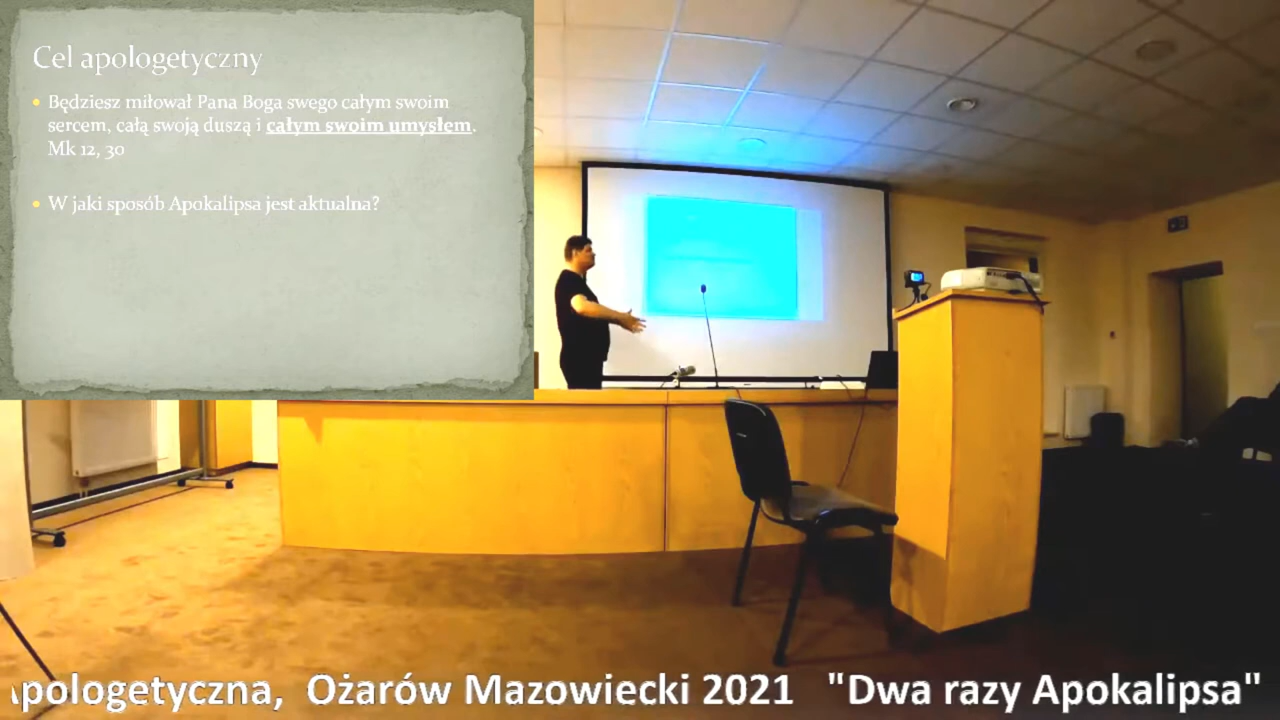 Cel apologetyczny
• Będziesz miłował Pana Boga swego całym swoim
sercem, całą swoją duszą i całym swoim umysłem.
Mk 12, 30
• W jaki sposób Apokalipsa jest aktualna?
pologetyczna, Ożarów Mazowiecki 2021 "Dwa razy Apokalipsa"